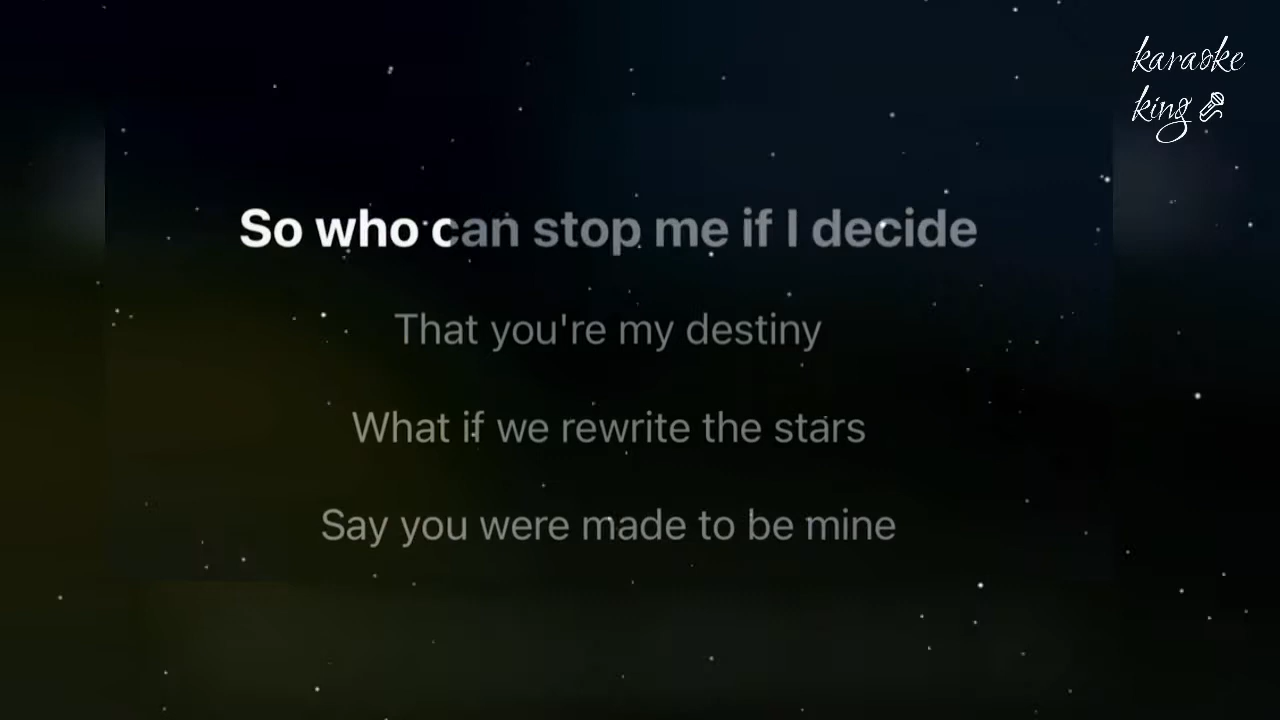 karaoke
king
So who can stop me if I decide
That you're my destiny
What if we rewrite the stars
Say you were made to be mine